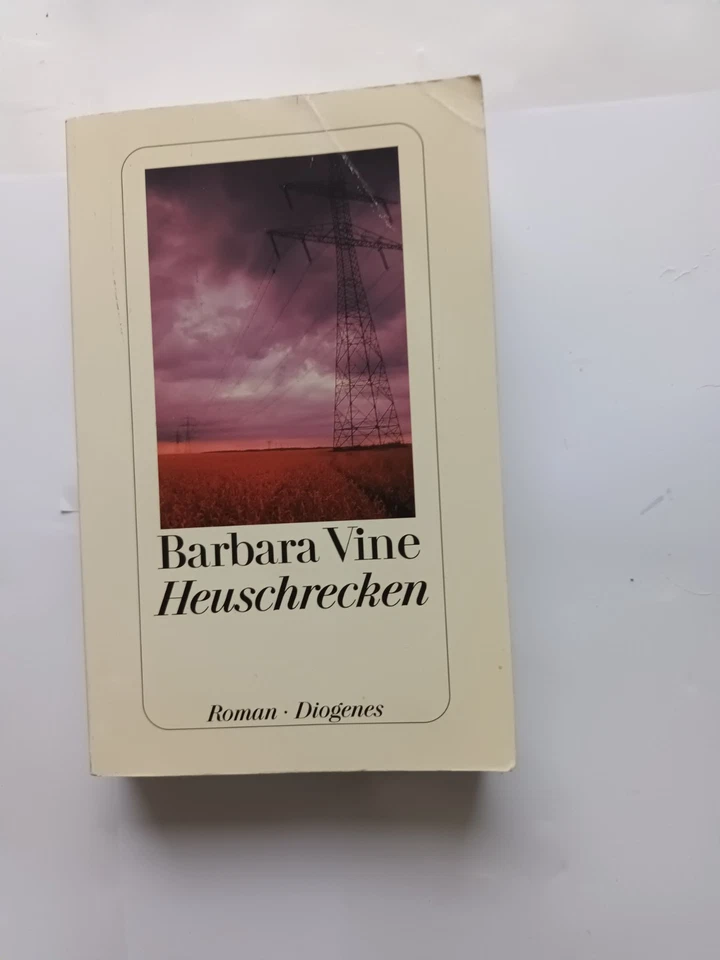 Barbara Vine
Heuschrecken
Roman · Diogenes